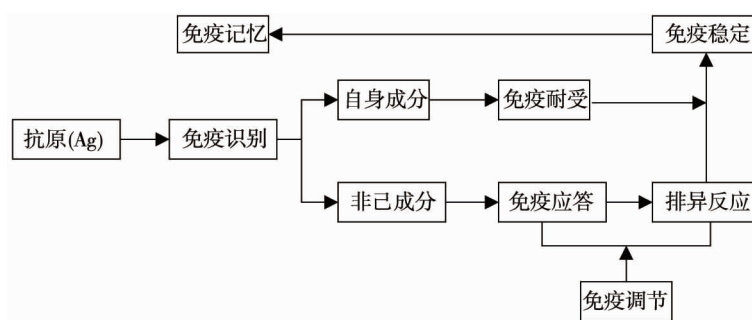 免疫记忆
免疫稳定
自身成分
免疫耐受
抗原(Ag)
免疫识别
非己成分
免疫应答
排异反应
免疫调节